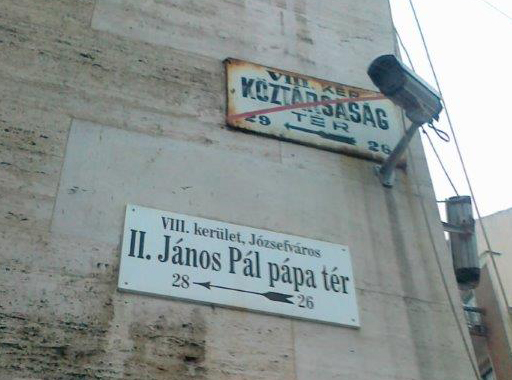 VIII. KER.
KÖZTÁRSASÁG
TÉR
29 26
VIII. kerület, Józsefváros
II. János Pál pápa tér
28 26